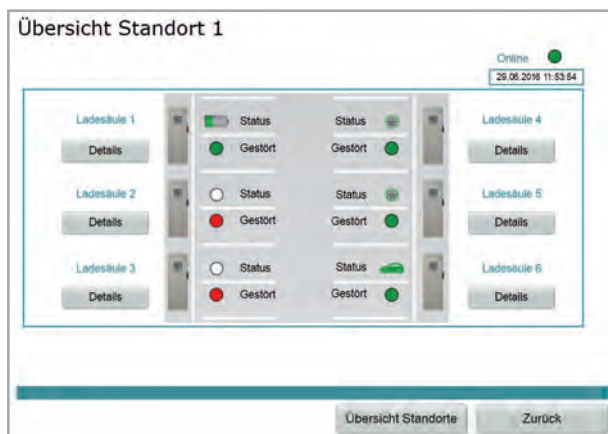 Übersicht Standort 1
Online
29.06.2016 11:53:54
Ladesäule 1 Status Status Ladesäule 4
Details Gestört Gestört Details
Ladesäule 2 Status Status Ladesäule 5
Details Gestört Gestört Details
Ladesäule 3 Status Status Ladesäule 6
Details Gestört Gestört Details
Übersicht Standorte Zurück